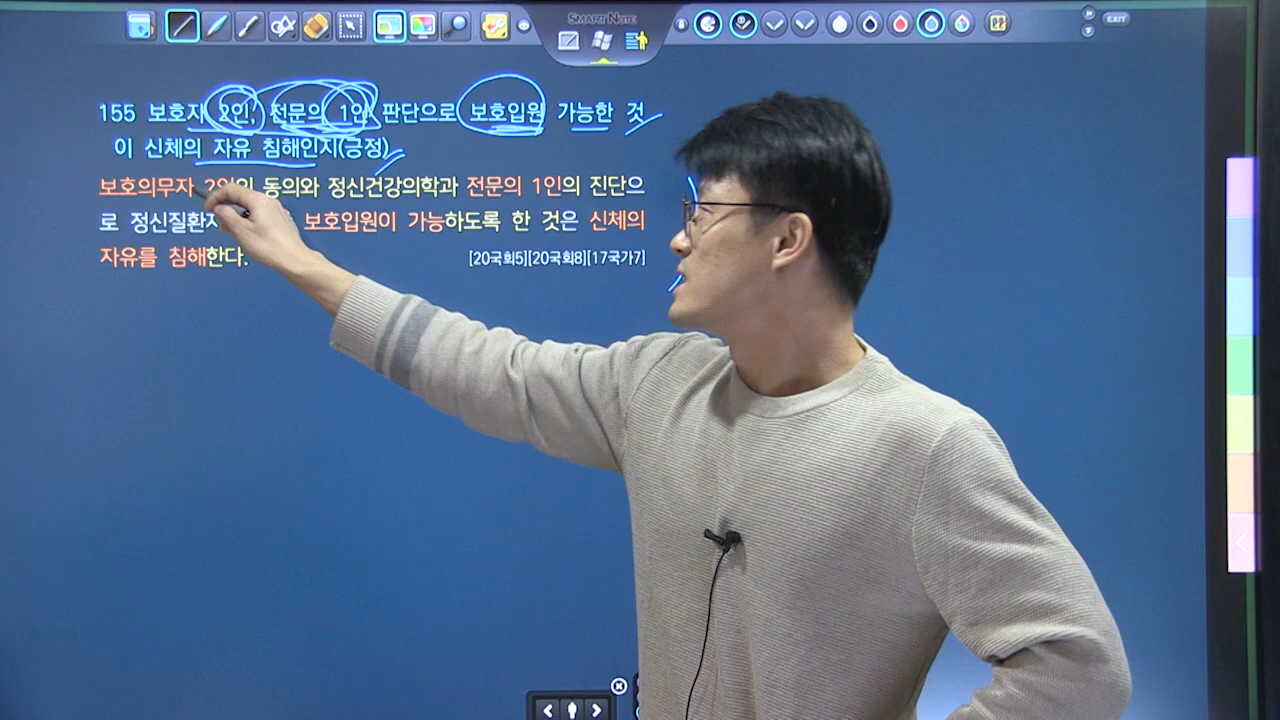 SMART NOTE
EXIT
155 보호자 2인, 전문의 1인 판단으로 보호입원 가능한 것
이 신체의 자유 침해인지(긍정)
보호의무자 2인의 동의와 정신건강의학과 전문의 1인의 진단으
로 정신질환자 보호입원이 가능하도록 한 것은 신체의
자유를 침해한다.
[20국회5][20국회8][17국가7]